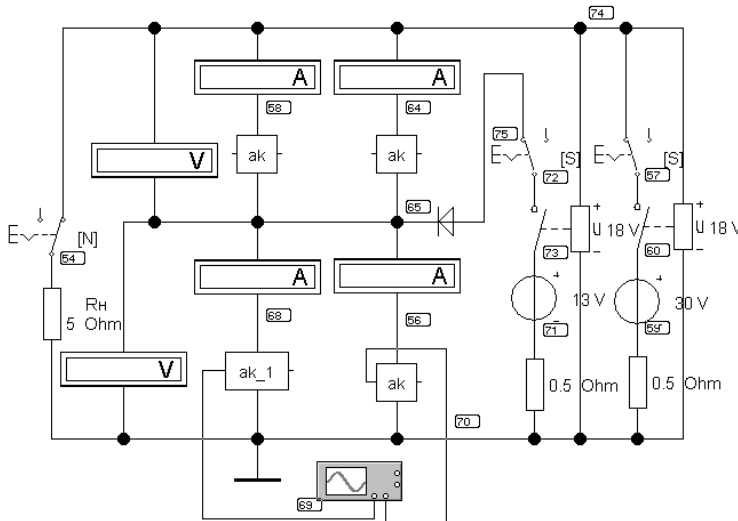 74
A
A
58
64
75
ak
ak
[S]
[S]
V
72
57
65
E
E
E
[N]
U 18 V
U 18 V
54
A
A
73
60
RH
5 Ohm
13 V
30 V
68
56
71
59
V
ak_1
ak
0.5 Ohm
0.5 Ohm
70
69